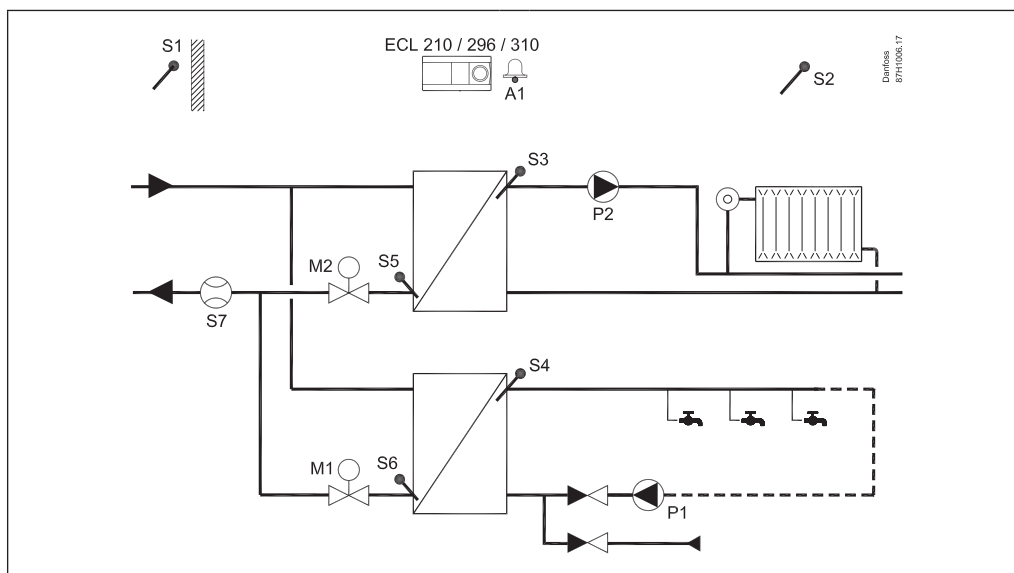 S1
ECL 210 / 296 / 310
A1
S2
Danfoss
87H1006.17
S3
P2
M2
S5
S7
S4
M1
S6
P1